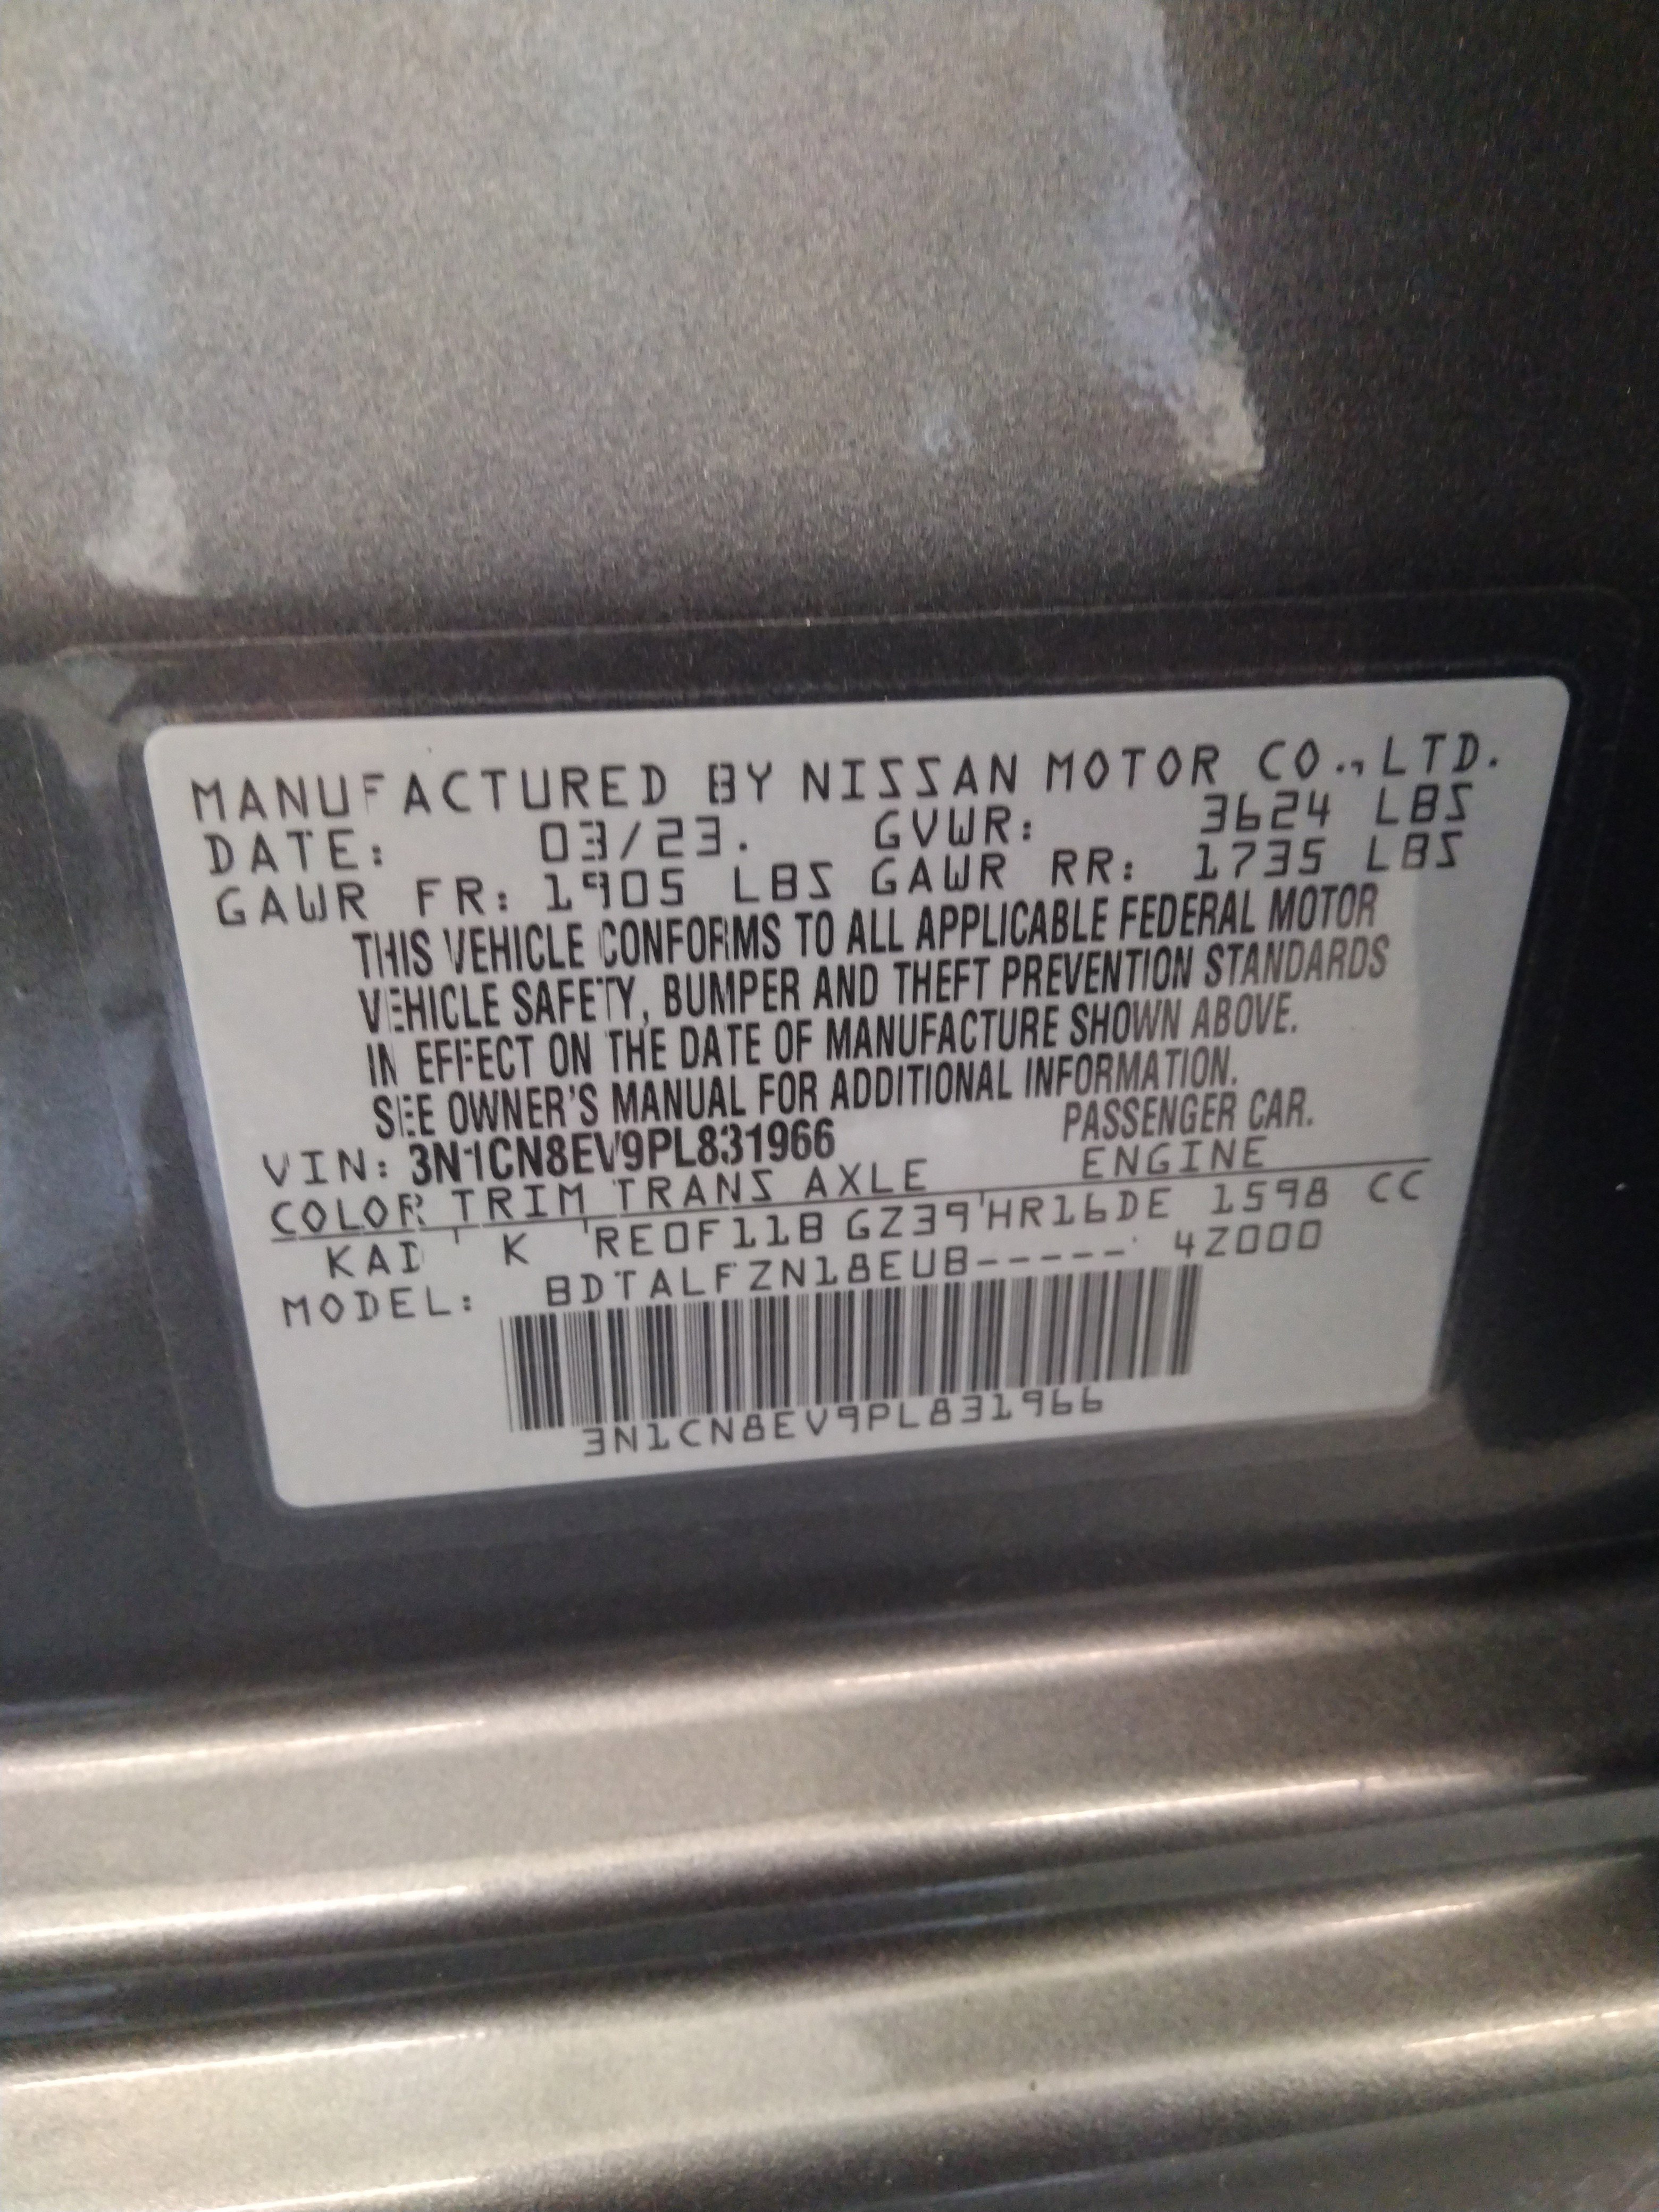 MANUFACTURED BY NISSAN MOTOR CO.,LTD.
DATE: 03/23. GVWR: 3624 LBS
GAWR FR: 1905 LBS GAWR RR: 1735 LBS
THIS VEHICLE CONFORMS TO ALL APPLICABLE FEDERAL MOTOR
VEHICLE SAFETY, BUMPER AND THEFT PREVENTION STANDARDS
IN EFFECT ON THE DATE OF MANUFACTURE SHOWN ABOVE.
SEE OWNER'S MANUAL FOR ADDITIONAL INFORMATION.
VIN: 3N1CN8EV9PL831966 PASSENGER CAR.
COLOR TRIM TRANS AXLE ENGINE
KAD K RE0F11B GZ39 HR16DE 1598 CC
MODEL: BDTALFZN18EUB----- 4Z000
3N1CN8EV9PL831966